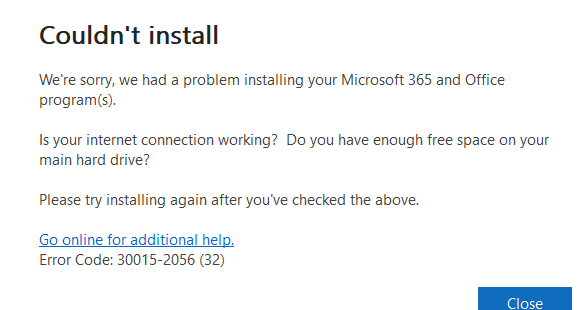 Couldn't install
We're sorry, we had a problem installing your Microsoft 365 and Office
program(s).
Is your internet connection working?  Do you have enough free space on your
main hard drive?
Please try installing again after you've checked the above.
Go online for additional help.
Error Code: 30015-2056 (32)
Close